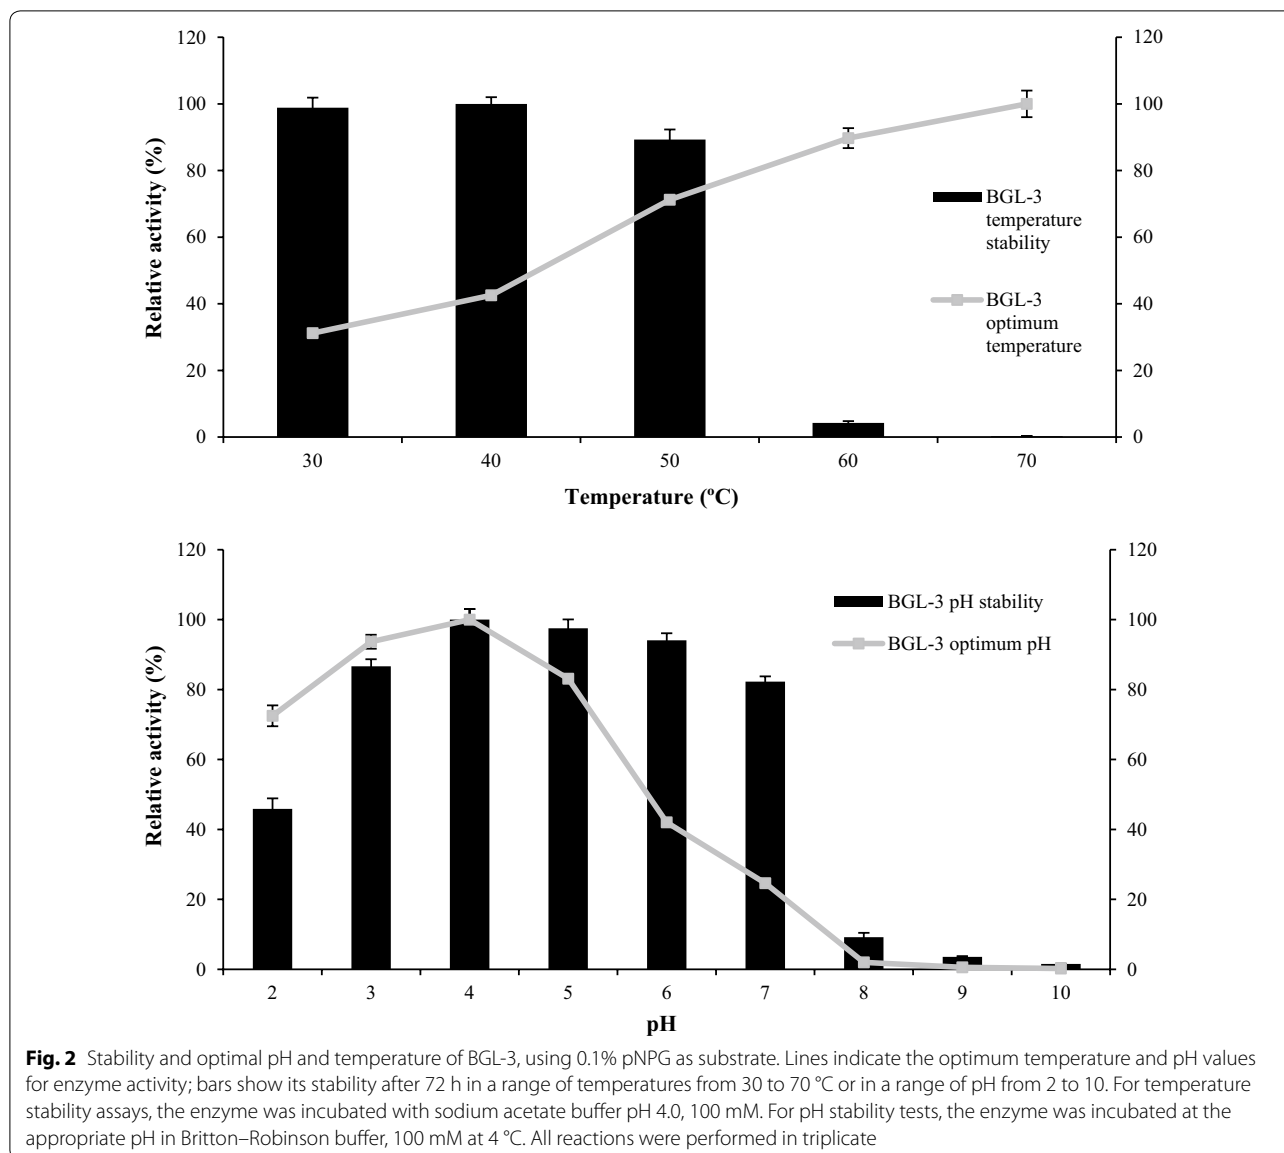 120
100
80
60
40
20
0
Relative activity (%)
120
100
80
60
40
20
0
BGL-3
temperature
stability
BGL-3
optimum
temperature
30 40 50 60 70
Temperature (ºC)
120
100
80
60
40
20
0
Relative activity (%)
120
100
80
60
40
20
0
BGL-3 pH stability
BGL-3 optimum pH
2 3 4 5 6 7 8 9 10
pH
Fig. 2 Stability and optimal pH and temperature of BGL-3, using 0.1% pNPG as substrate. Lines indicate the optimum temperature and pH values
for enzyme activity; bars show its stability after 72 h in a range of temperatures from 30 to 70 °C or in a range of pH from 2 to 10. For temperature
stability assays, the enzyme was incubated with sodium acetate buffer pH 4.0, 100 mM. For pH stability tests, the enzyme was incubated at the
appropriate pH in Britton–Robinson buffer, 100 mM at 4 °C. All reactions were performed in triplicate